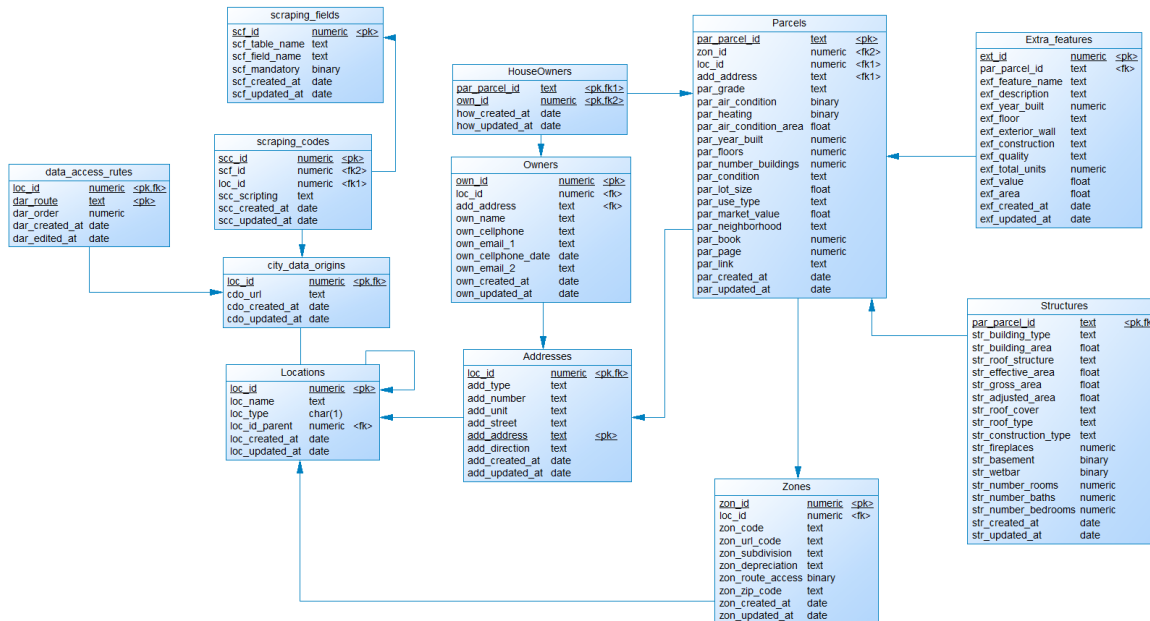 scraping_fields
scf_id numeric <pk>
scf_table_name text
scf_field_name text
scf_mandatory binary
scf_created_at date
scf_updated_at date
scraping_codes
scc_id numeric <pk>
scf_id numeric <fk2>
loc_id numeric <fk1>
scc_scripting text
scc_created_at date
scc_updated_at date
data_access_rutes
loc_id numeric <pk,fk>
dar_route text <pk>
dar_order numeric
dar_created_at date
dar_edited_at date
city_data_origins
loc_id numeric <pk,fk>
cdo_url text
cdo_created_at date
cdo_updated_at date
Locations
loc_id numeric <pk>
loc_name text
loc_type char(1)
loc_id_parent numeric <fk>
loc_created_at date
loc_updated_at date
HouseOwners
par_parcel_id text <pk,fk1>
own_id numeric <pk,fk2>
how_created_at date
how_updated_at date
Owners
own_id numeric <pk>
loc_id numeric <fk>
add_address text <fk>
own_name text
own_cellphone text
own_email_1 text
own_cellphone_date date
own_email_2 text
own_created_at date
own_updated_at date
Addresses
loc_id numeric <pk,fk>
add_type text
add_number text
add_unit text
add_street text
add_address text <pk>
add_direction text
add_created_at date
add_updated_at date
Parcels
par_parcel_id text <pk>
zon_id numeric <fk2>
loc_id numeric <fk1>
add_address text <fk1>
par_grade text
par_air_condition binary
par_heating binary
par_air_condition_area float
par_year_built numeric
par_floors numeric
par_number_buildings numeric
par_condition text
par_lot_size float
par_use_type text
par_market_value float
par_neighborhood text
par_book numeric
par_page numeric
par_link text
par_created_at date
par_updated_at date
Zones
zon_id numeric <pk>
loc_id numeric <fk>
zon_code text
zon_url_code text
zon_subdivision text
zon_depreciation text
zon_route_access binary
zon_zip_code text
zon_created_at date
zon_updated_at date
Extra_features
ext_id numeric <pk>
par_parcel_id text <fk>
exf_feature_name text
exf_description text
exf_year_built numeric
exf_floor text
exf_exterior_wall text
exf_construction text
exf_quality text
exf_total_units numeric
exf_value float
exf_area float
exf_created_at date
exf_updated_at date
Structures
par_parcel_id text <pk,fk
str_building_type text
str_building_area float
str_roof_structure text
str_effective_area float
str_gross_area float
str_adjusted_area float
str_roof_cover text
str_roof_type text
str_construction_type text
str_fireplaces numeric
str_basement binary
str_wetbar binary
str_number_rooms numeric
str_number_baths numeric
str_number_bedrooms numeric
str_created_at date
str_updated_at date